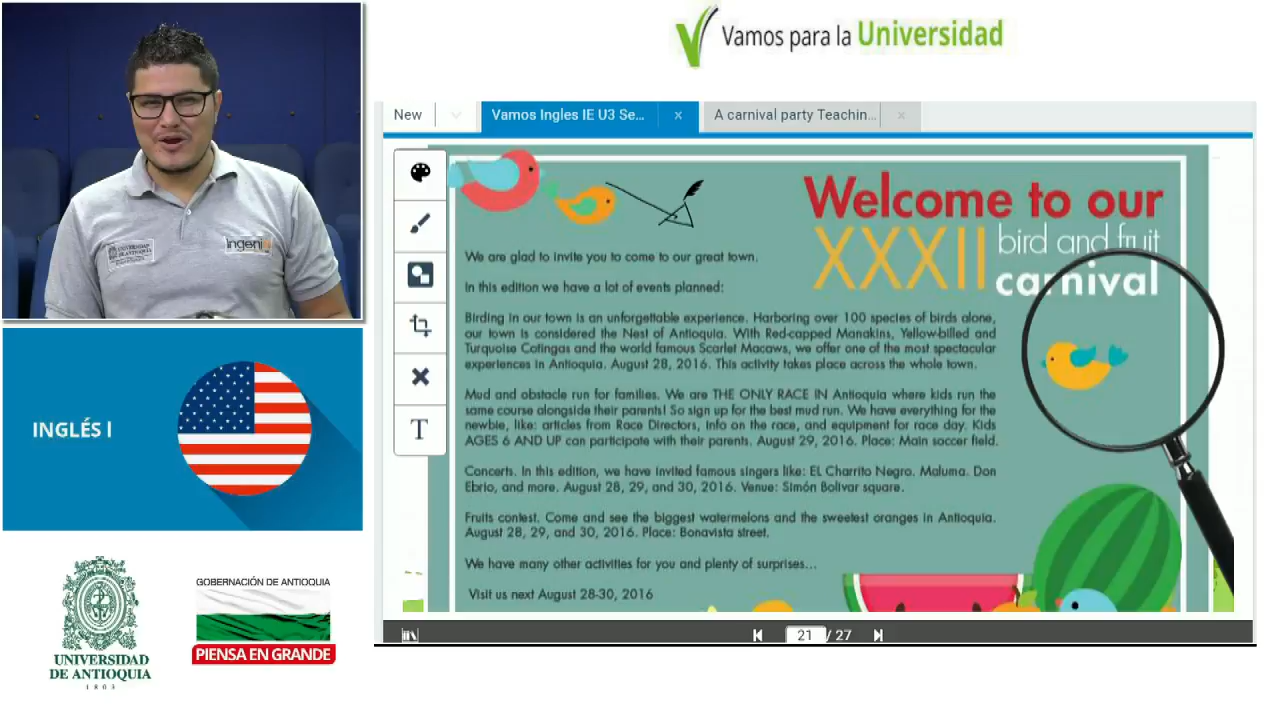 Vamos para la Universidad
New
Vamos Ingles IE U3 Se...
x
A carnival party Teachin...
x
UNIVERSIDAD
DE ANTIOQUIA
ingeni@
Welcome to our
XXXII bird and fruit
carnival
We are glad to invite you to come to our great town.
In this edition we have a lot of events planned:
Birding in our town is an unforgettable experience. Harboring over 100 species of birds alone,
our town is considered the Nest of Antioquia. With Red-capped Manakins, Yellow-billed and
Turquoise Cotingas and the world famous Scarlet Macaws, we offer one of the most spectacular
experiences in Antioquia. August 28, 2016. This activity takes place across the whole town.
Mud and obstacle run for families. We are THE ONLY RACE IN Antioquia where kids run the
same course alongside their parents! So sign up for the best mud run. We have everything for the
newbie, like: articles from Race Directors, info on the race, and equipment for race day. Kids
AGES 6 AND UP can participate with their parents. August 29, 2016. Place: Main soccer field.
Concerts. In this edition, we have invited famous singers like: EL Charrito Negro. Maluma. Don
Ebrio, and more. August 28, 29, and 30, 2016. Venue: Simón Bolivar square.
Fruits contest. Come and see the biggest watermelons and the sweetest oranges in Antioquia.
August 28, 29, and 30, 2016. Place: Bonavista street.
We have many other activities for you and plenty of surprises...
Visit us next August 28-30, 2016
T
21 / 27
INGLÉS I
UNIVERSIDAD
DE ANTIOQUIA
1803
GOBERNACIÓN DE ANTIOQUIA
PIENSA EN GRANDE